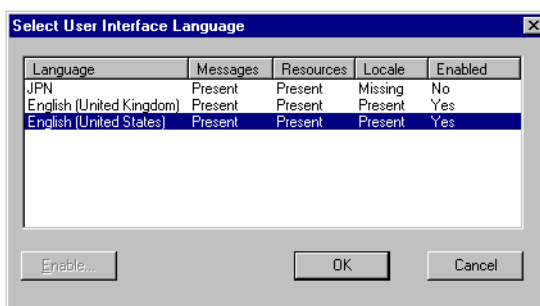 Select User Interface Language
Language Messages Resources Locale Enabled
JPN Present Present Missing No
English (United Kingdom) Present Present Present Yes
English (United States) Present Present Present Yes
Enable... OK Cancel